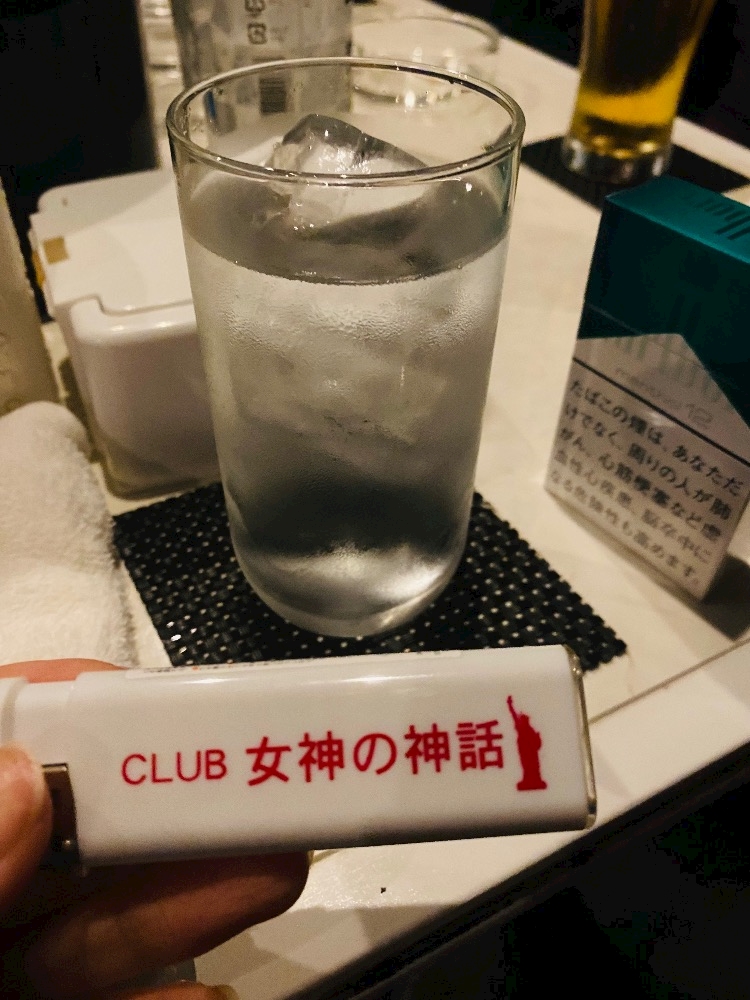 menthol 12
たばこの煙は、あなただ
けでなく、周りの人が肺
がん、心筋梗塞など虚
血性心疾患、脳卒中に
なる危険性も高めます。
CLUB 女神の神話